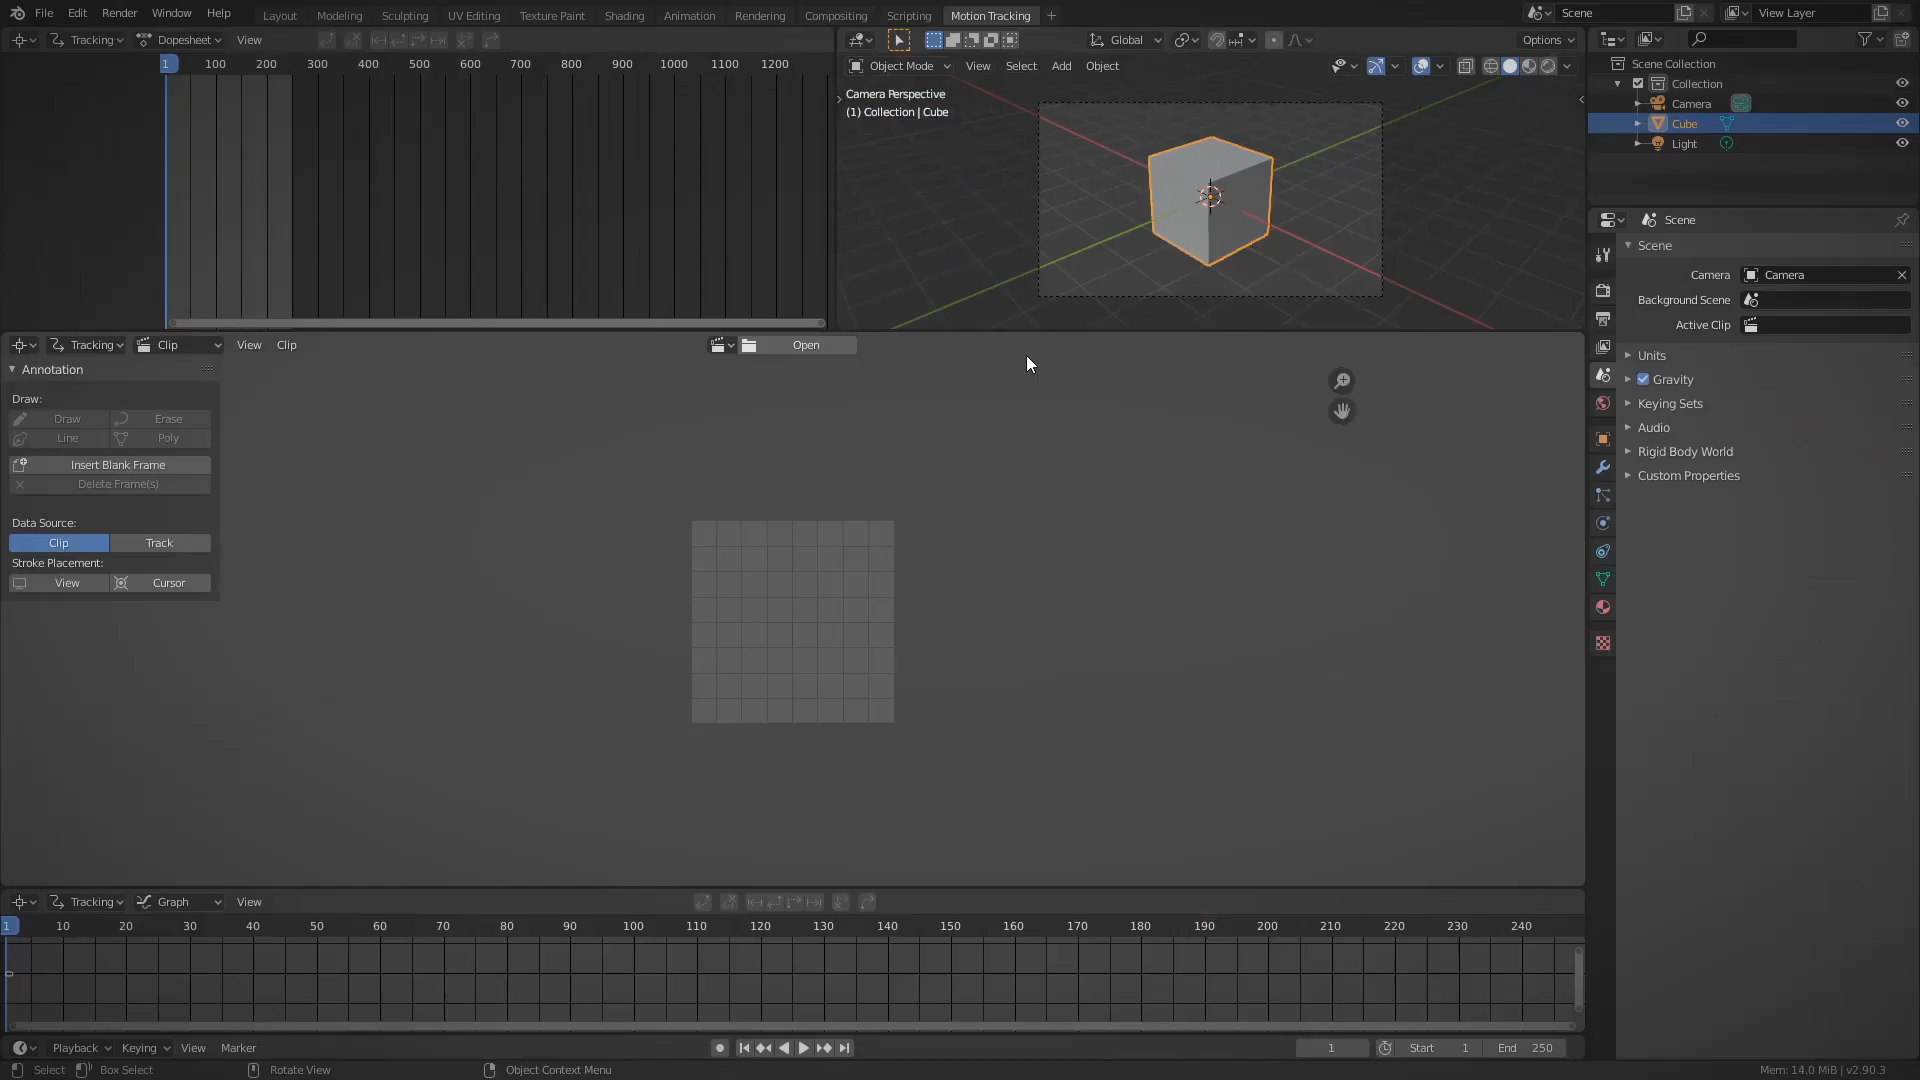 File Edit Render Window Help Layout Modeling Sculpting UV Editing Texture Paint Shading Animation Rendering Compositing Scripting Motion Tracking + Scene View Layer
Tracking Dopesheet View
1 100 200 300 400 500 600 700 800 900 1000 1100 1200
Global Options
Object Mode View Select Add Object
Camera Perspective
(1) Collection | Cube
Scene Collection
Collection
Camera
Cube
Light
Scene
Scene
Camera Camera
Background Scene
Active Clip
Units
Gravity
Keying Sets
Audio
Rigid Body World
Custom Properties
Tracking Clip View Clip Open
Annotation
Draw:
Draw Erase
Line Poly
Insert Blank Frame
Delete Frame(s)
Data Source:
Clip Track
Stroke Placement:
View Cursor
Tracking Graph View
1 10 20 30 40 50 60 70 80 90 100 110 120 130 140 150 160 170 180 190 200 210 220 230 240
Playback Keying View Marker 1 Start 1 End 250
Select Box Select Rotate View Object Context Menu Mem: 14.0 MiB | v2.90.3